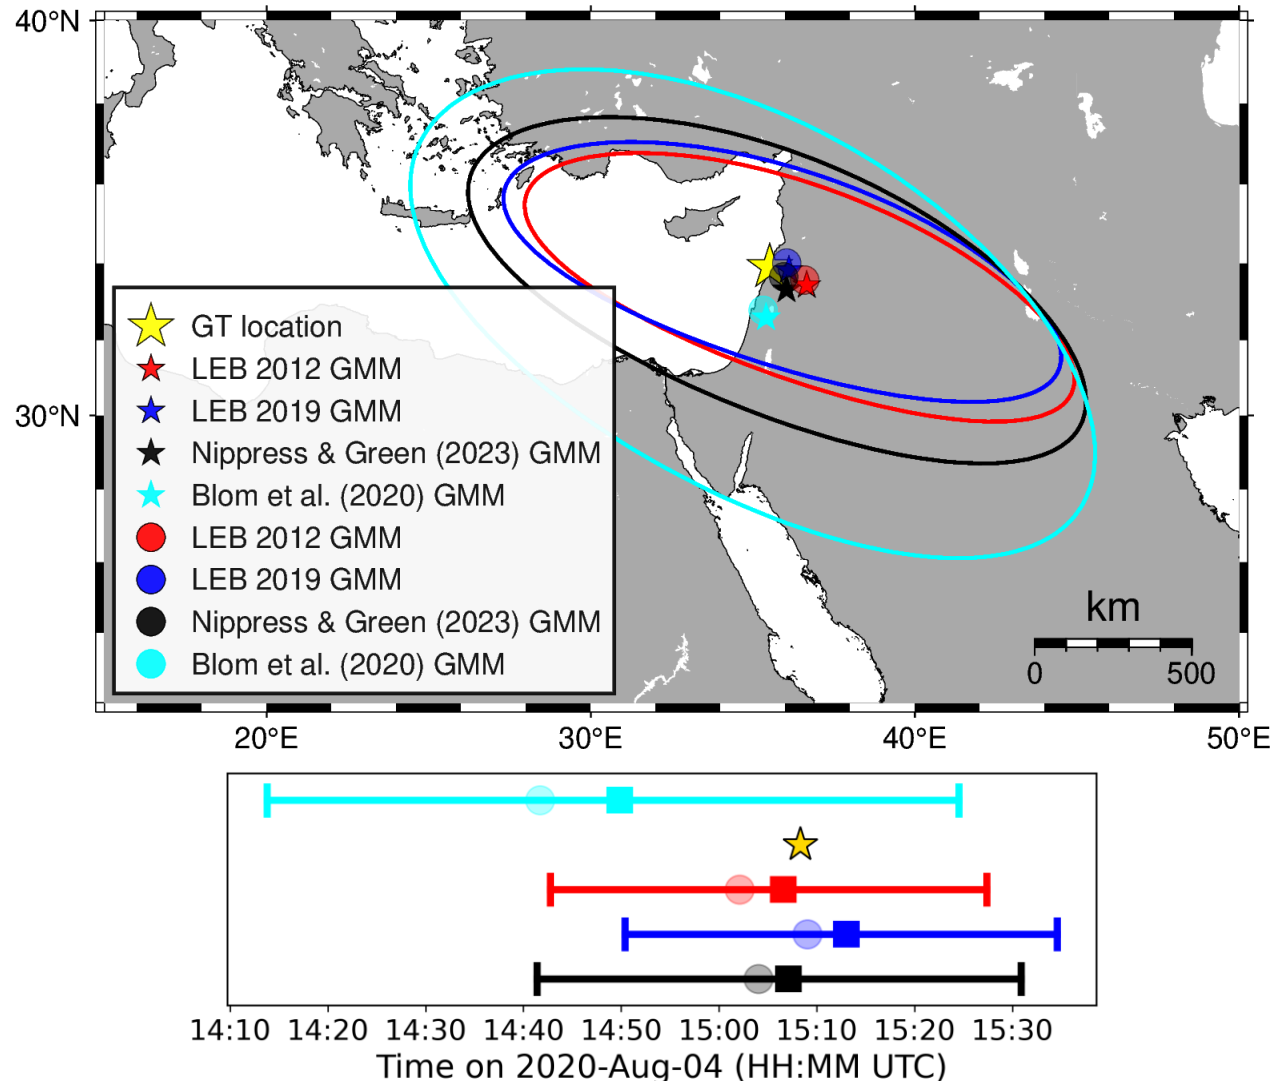 40°N
GT location
LEB 2012 GMM
LEB 2019 GMM
Nippress & Green (2023) GMM
Blom et al. (2020) GMM
LEB 2012 GMM
LEB 2019 GMM
Nippress & Green (2023) GMM
Blom et al. (2020) GMM
30°N
km
0 500
20°E 30°E 40°E 50°E
14:10 14:20 14:30 14:40 14:50 15:00 15:10 15:20 15:30
Time on 2020-Aug-04 (HH:MM UTC)